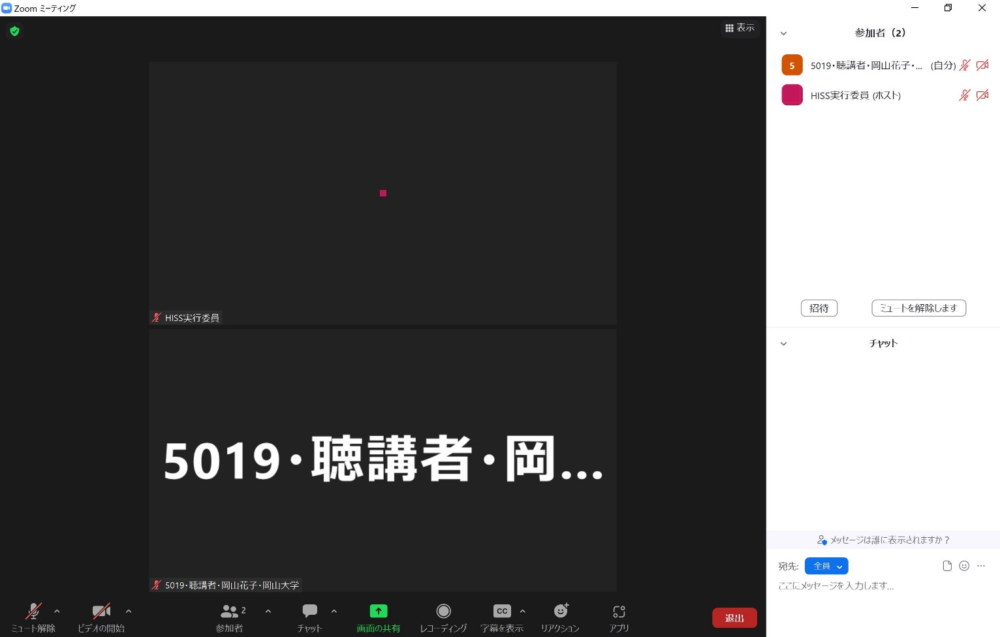 Zoom ミーティング
表示
HISS実行委員
5019・聴講者・岡...
5019・聴講者・岡山花子・岡山大学
ミュート解除
ビデオの開始
2
参加者
チャット
画面の共有
レコーディング
CC
字幕を表示
リアクション
アプリ
退出
参加者（2）
5
5019・聴講者・岡山花子・... (自分)
HISS実行委員 (ホスト)
招待
ミュートを解除します
チャット
メッセージは誰に表示されますか？
宛先: 全員
ここにメッセージを入力します...